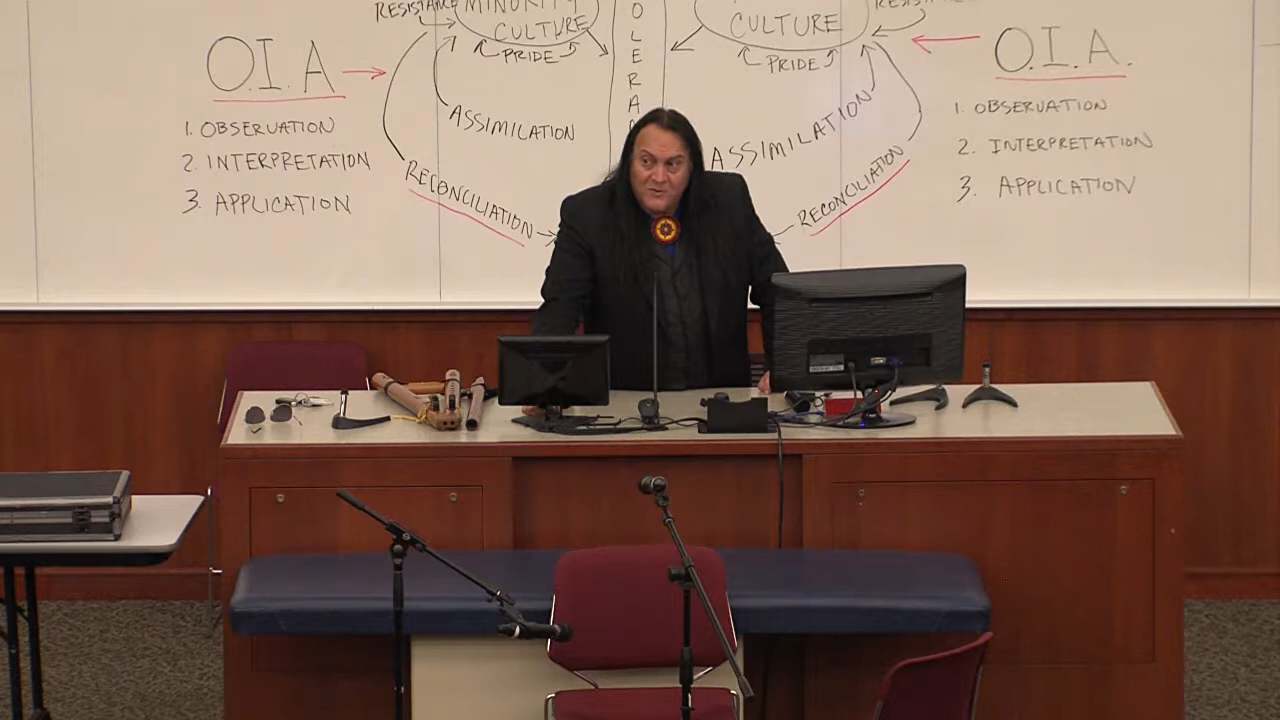 RESISTANCE
MINORITY
CULTURE
PRIDE
O.I.A
1. OBSERVATION
2. INTERPRETATION
3. APPLICATION
ASSIMILATION
RECONCILIATION
O
L
E
R
A
CULTURE
PRIDE
ASSIMILATION
RECONCILIATION
O.I.A.
1. OBSERVATION
2. INTERPRETATION
3. APPLICATION